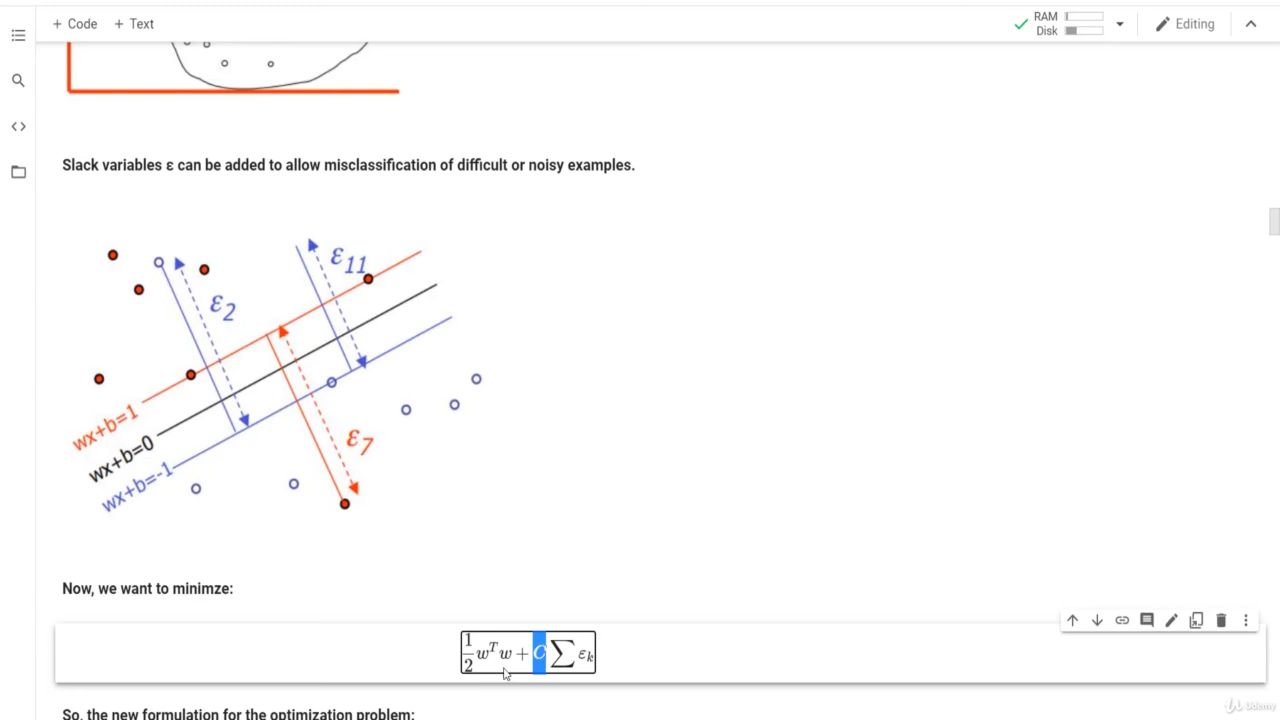 + Code + Text
RAM
Disk
Editing
Slack variables ε can be added to allow misclassification of difficult or noisy examples.
ε2
ε11
ε7
wx+b=1
wx+b=0
wx+b=-1
Now, we want to minimze:
1/2 w^T w + C ∑ ε_k
So, the new formulation for the optimization problem:
Udemy